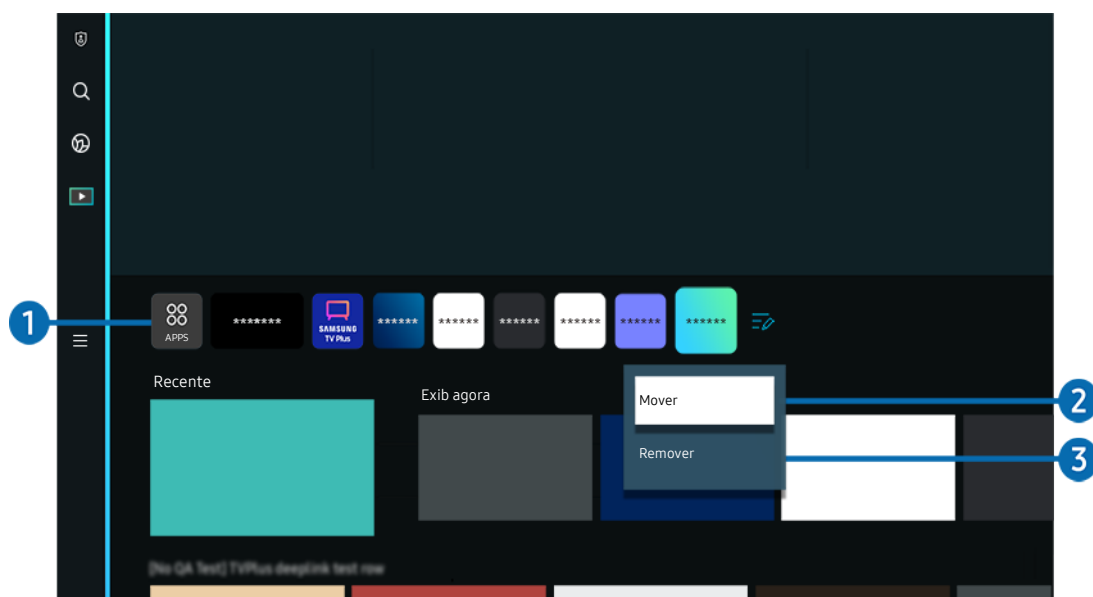 1
APPS
*******
SAMSUNG
TV Plus
******
******
******
******
******
******
Recente
Exib agora
Mover
2
Remover
3
[No QA Test] TVPlus deeplink test row